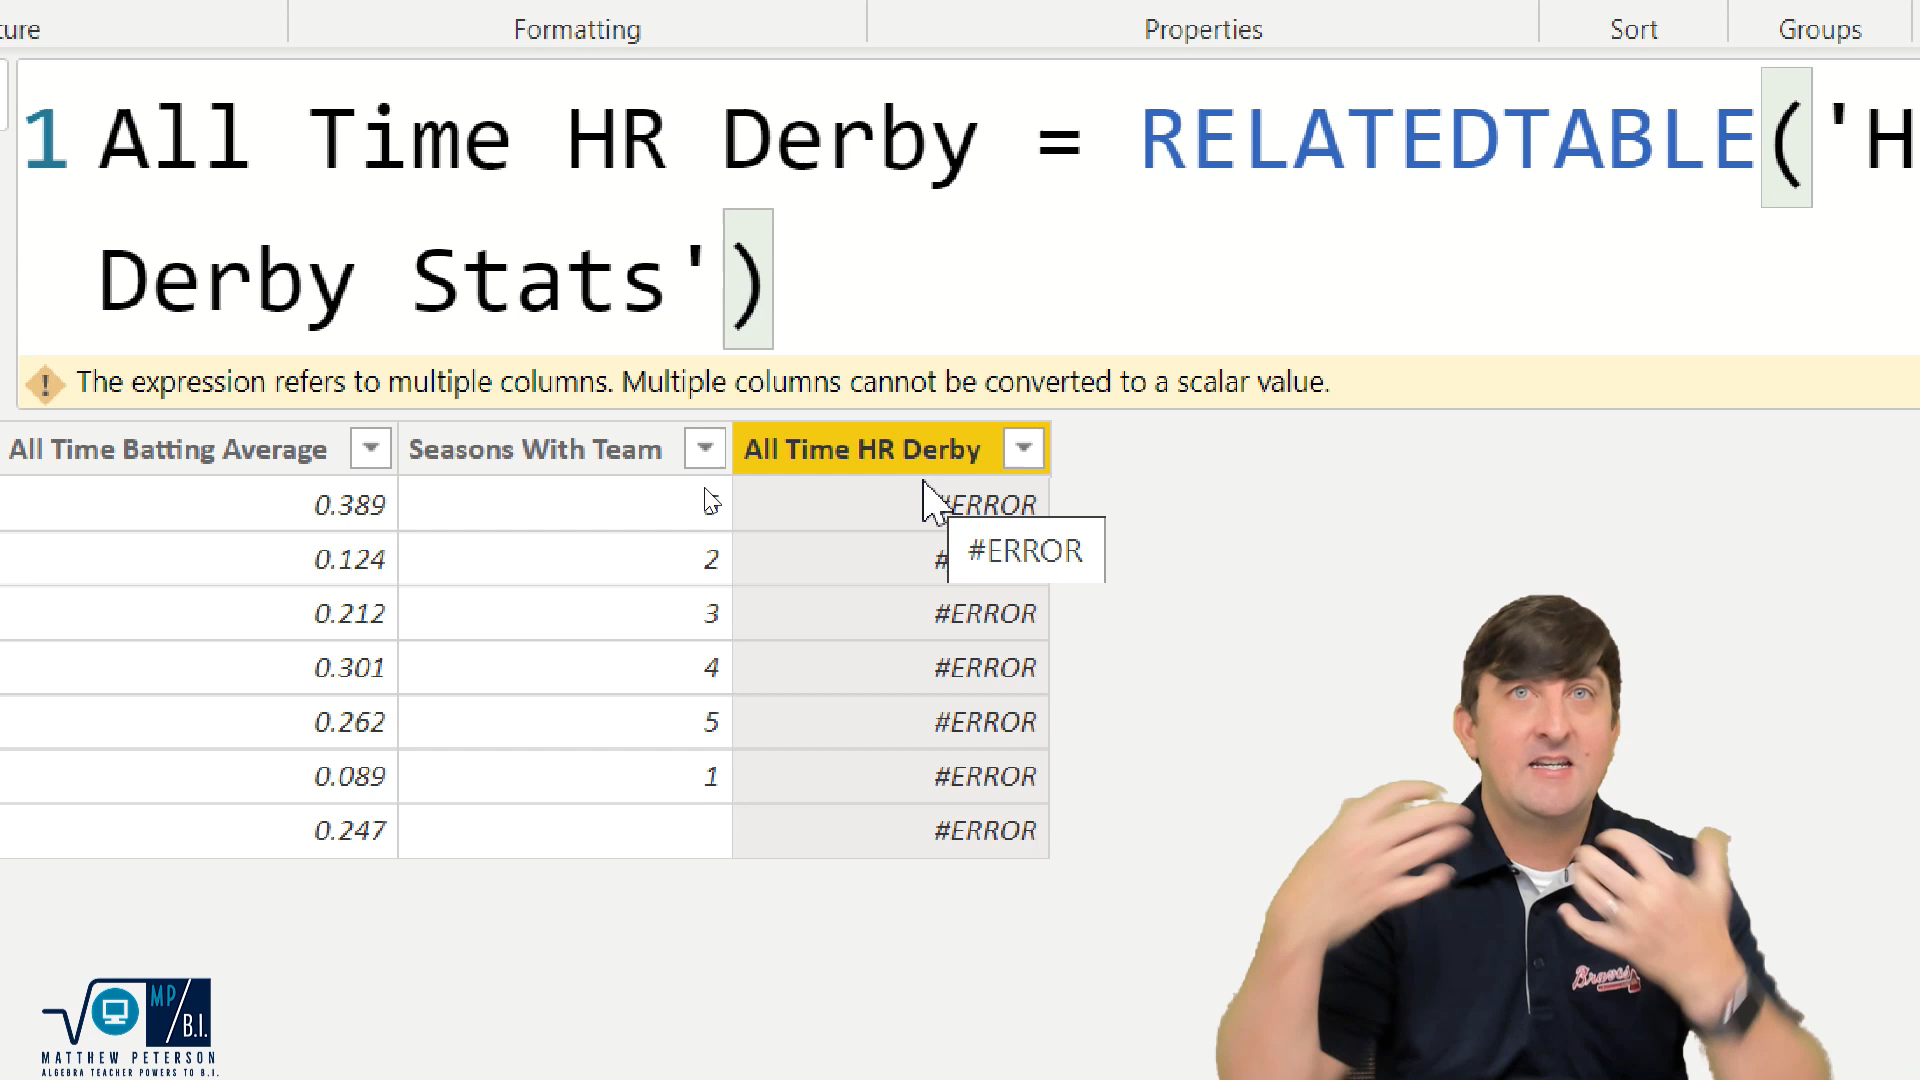 ture Formatting Properties Sort Groups
1 All Time HR Derby = RELATEDTABLE('H
Derby Stats')
! The expression refers to multiple columns. Multiple columns cannot be converted to a scalar value.
All Time Batting Average Seasons With Team All Time HR Derby
0.389 #ERROR
#ERROR
0.124 2 #
0.212 3 #ERROR
0.301 4 #ERROR
0.262 5 #ERROR
0.089 1 #ERROR
0.247 #ERROR
Braves
MP
B.I.
MATTHEW PETERSON
ALGEBRA TEACHER POWERS TO B.I.